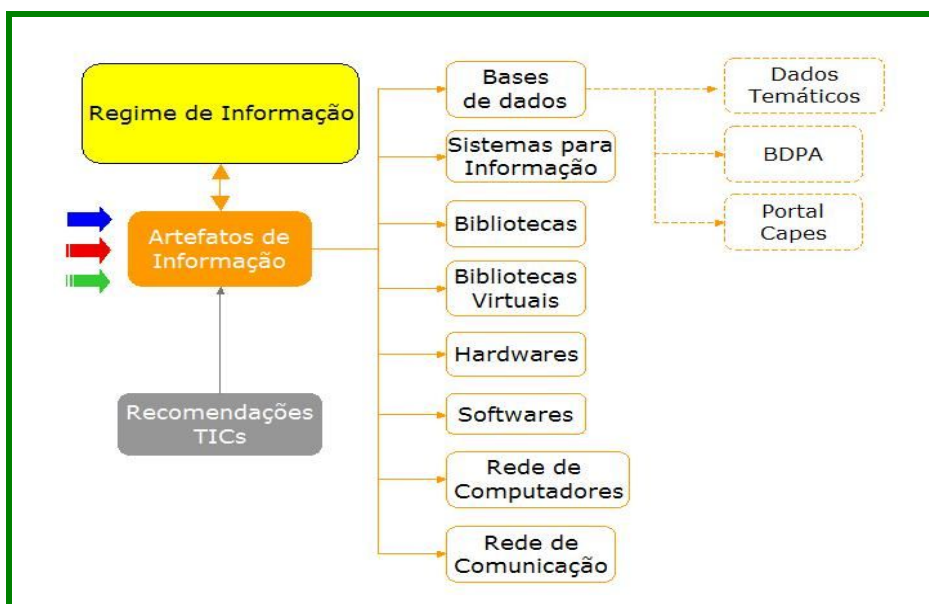 Regime de Informação
Artefatos de
Informação
Recomendações
TICs
Bases
de dados
Sistemas para
Informação
Bibliotecas
Bibliotecas
Virtuais
Hardwares
Softwares
Rede de
Computadores
Rede de
Comunicação
Dados
Temáticos
BDPA
Portal
Capes